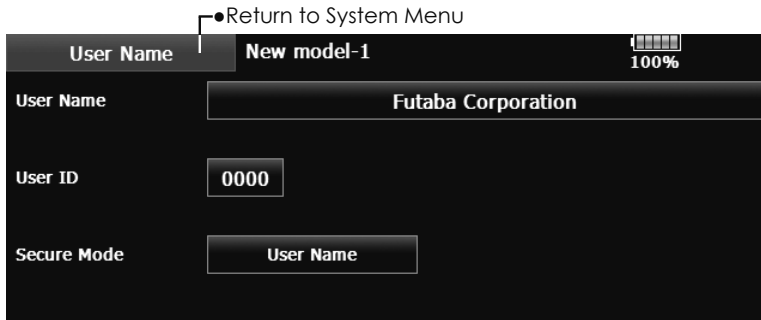 ●Return to System Menu
User Name New model-1
100%
User Name Futaba Corporation
User ID 0000
Secure Mode User Name